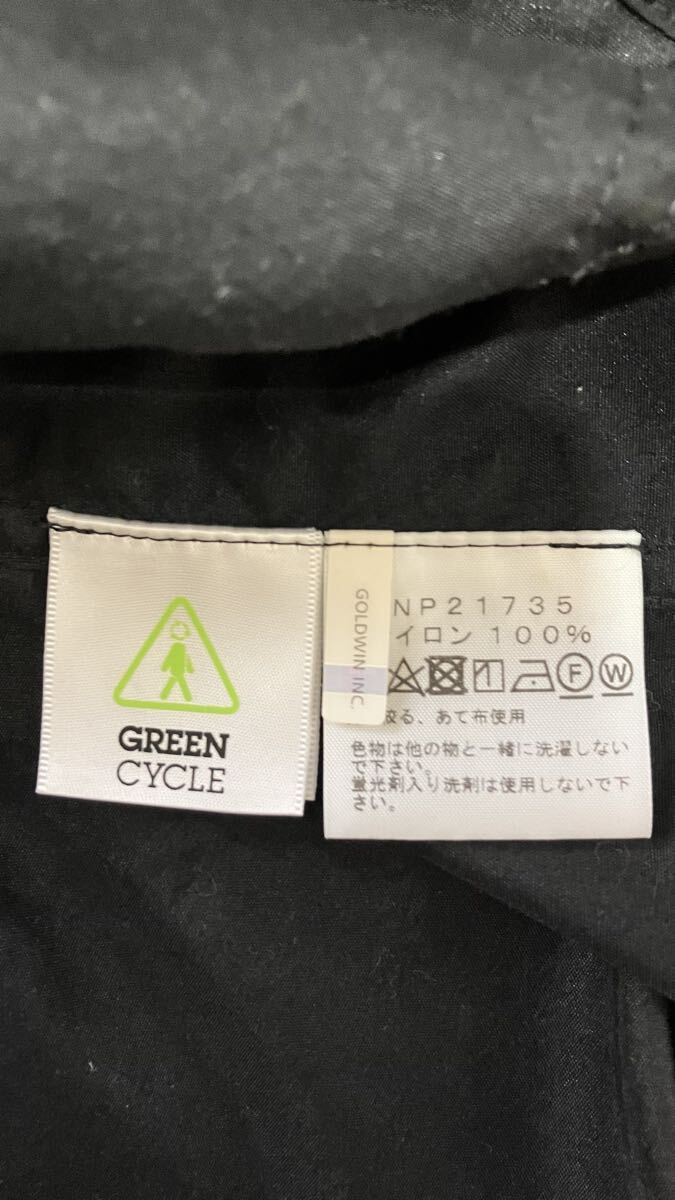 GREEN
CYCLE
GOLDWIN INC.
NP21735
イロン 100%
F W
絞る、あて布使用
色物は他の物と一緒に洗濯しない
で下さい。
蛍光剤入り洗剤は使用しないで下
さい。